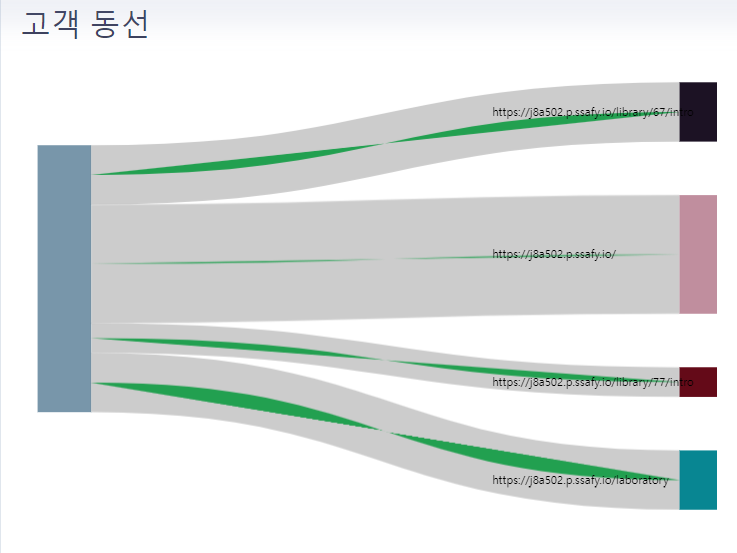 고객 동선
https://j8a502.p.ssafy.io/library/67/intro
https://j8a502.p.ssafy.io/
https://j8a502.p.ssafy.io/library/77/intro
https://j8a502.p.ssafy.io/laboratory